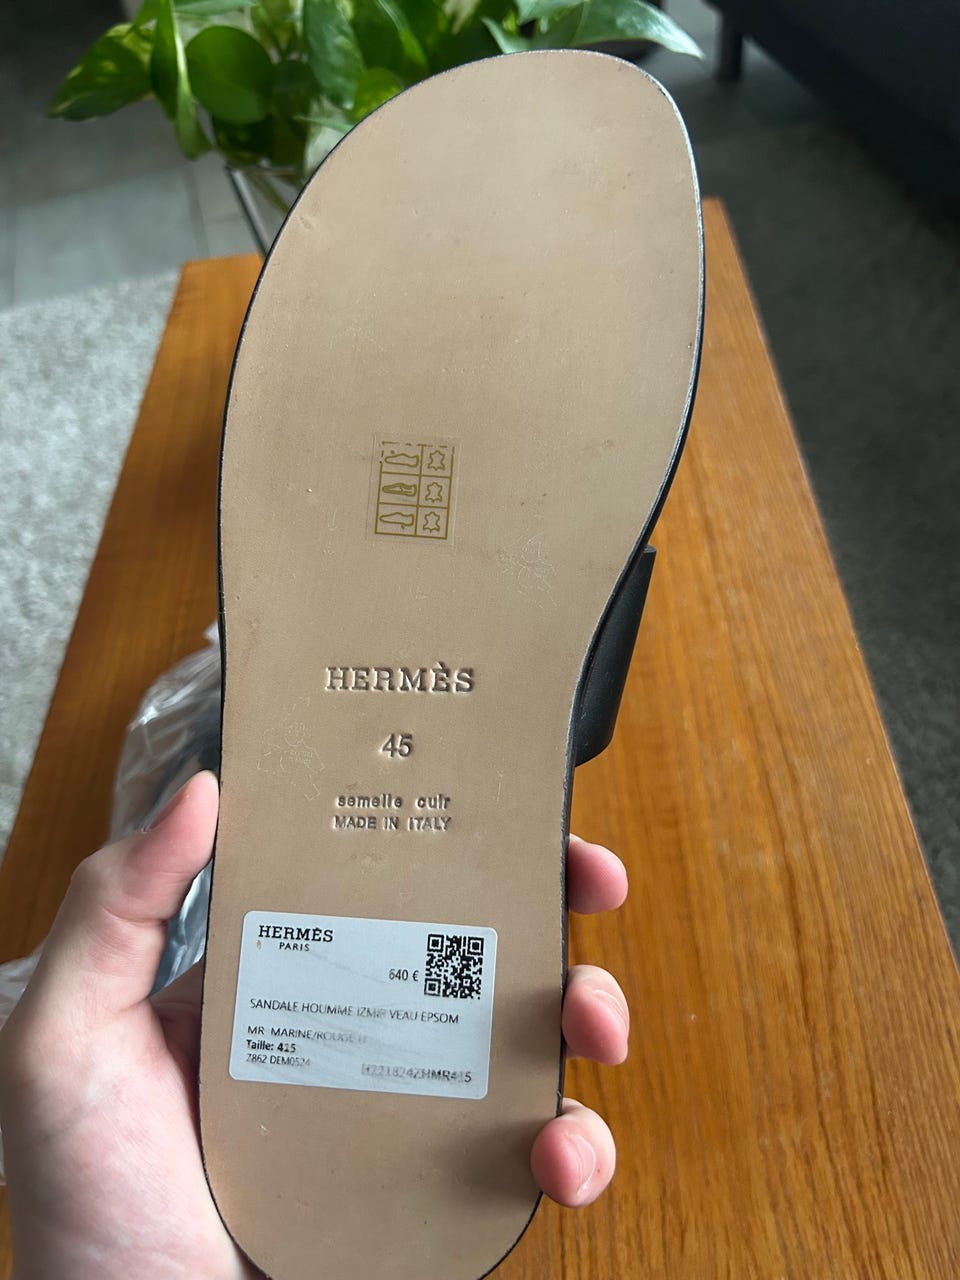 HERMÈS
45
semelle cuir
MADE IN ITALY
HERMÈS
PARIS
640 €
SANDALE HOUMME IZMIR VEAU EPSOM
MR MARINE/ROUGE H
Taille: 415
Z862 DEM0524
H221824ZHMR415